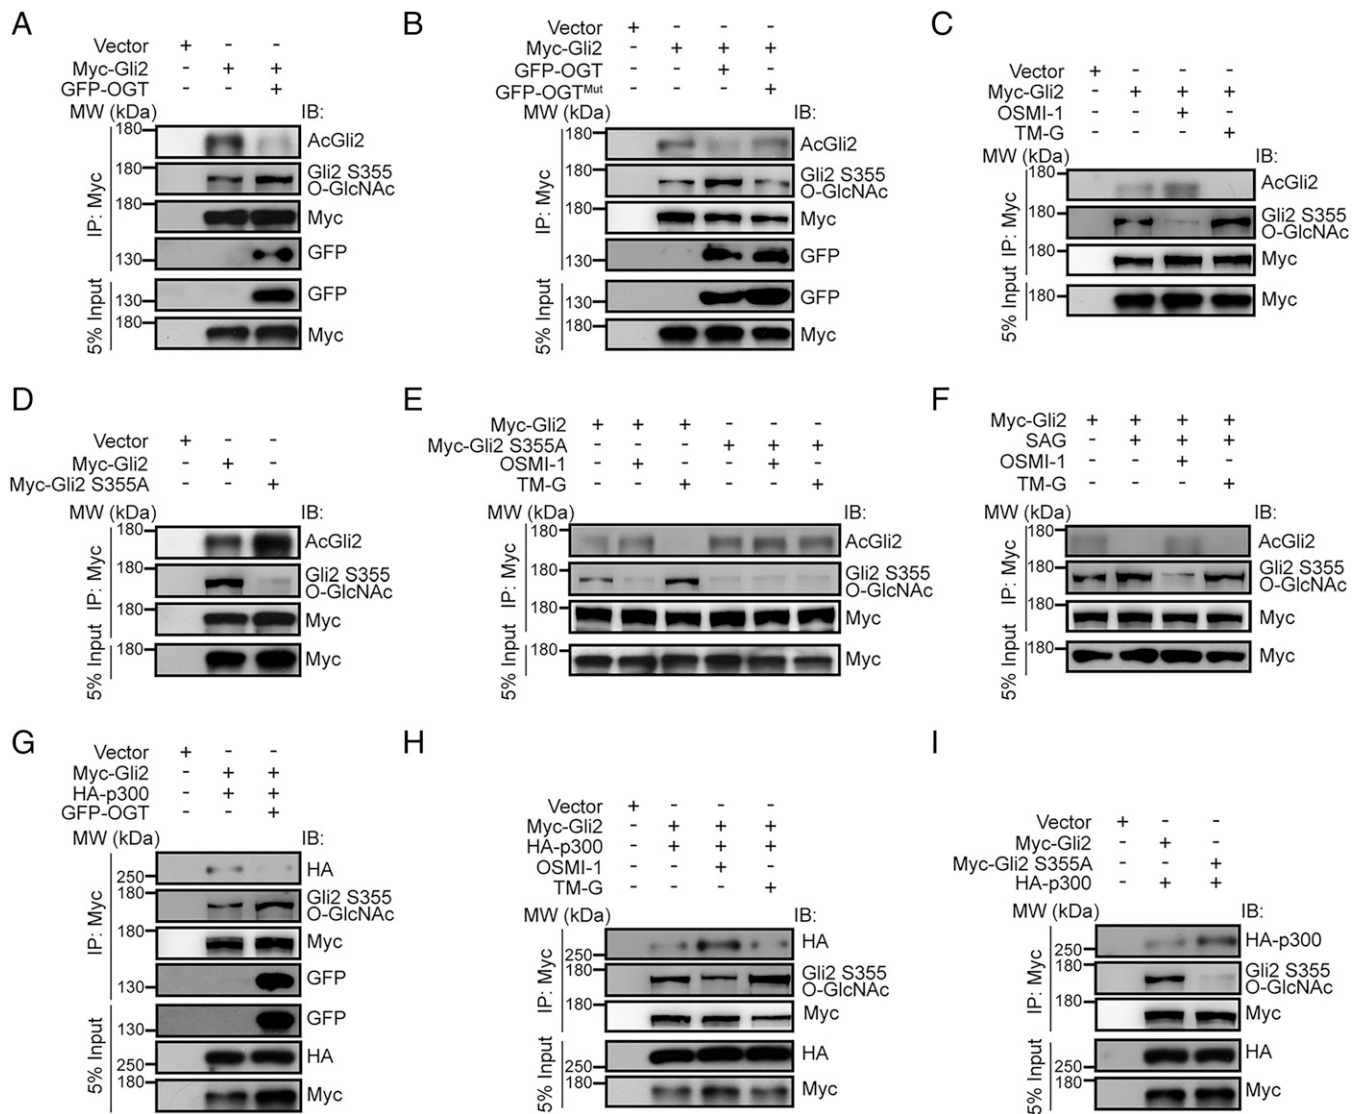 A
Vector + - -
Myc-Gli2 - + +
GFP-OGT - - +
MW (kDa) IB:
IP: Myc
180 AcGli2
180 Gli2 S355
O-GlcNAc
180 Myc
130 GFP
5% Input
130 GFP
180 Myc
B
Vector + - - -
Myc-Gli2 - + + +
GFP-OGT - - + -
GFP-OGTMut - - - +
MW (kDa) IB:
IP: Myc
180 AcGli2
180 Gli2 S355
O-GlcNAc
180 Myc
130 GFP
5% Input
130 GFP
180 Myc
C
Vector + - - -
Myc-Gli2 - + + +
OSMI-1 - - + -
TM-G - - - +
MW (kDa) IB:
IP: Myc
180 AcGli2
180 Gli2 S355
O-GlcNAc
180 Myc
5% Input
180 Myc
D
Vector + - -
Myc-Gli2 - + -
Myc-Gli2 S355A - - +
MW (kDa) IB:
IP: Myc
180 AcGli2
180 Gli2 S355
O-GlcNAc
180 Myc
5% Input
180 Myc
E
Myc-Gli2 + + + - - -
Myc-Gli2 S355A - - - + + +
OSMI-1 - + - - + -
TM-G - - + - - +
MW (kDa) IB:
IP: Myc
180 AcGli2
180 Gli2 S355
O-GlcNAc
180 Myc
5% Input
180 Myc
F
Myc-Gli2 + + + +
SAG - + + +
OSMI-1 - - + -
TM-G - - - +
MW (kDa) IB:
IP: Myc
180 AcGli2
180 Gli2 S355
O-GlcNAc
180 Myc
5% Input
180 Myc
G
Vector + - -
Myc-Gli2 - + +
HA-p300 - + +
GFP-OGT - - +
MW (kDa) IB:
IP: Myc
250 HA
180 Gli2 S355
O-GlcNAc
180 Myc
130 GFP
5% Input
130 GFP
250 HA
180 Myc
H
Vector + - - -
Myc-Gli2 - + + +
HA-p300 - + + +
OSMI-1 - - + -
TM-G - - - +
MW (kDa) IB:
IP: Myc
250 HA
180 Gli2 S355
O-GlcNAc
180 Myc
5% Input
250 HA
180 Myc
I
Vector + - -
Myc-Gli2 - + -
Myc-Gli2 S355A - - +
HA-p300 - + +
MW (kDa) IB:
IP: Myc
250 HA-p300
180 Gli2 S355
O-GlcNAc
180 Myc
5% Input
250 HA
180 Myc